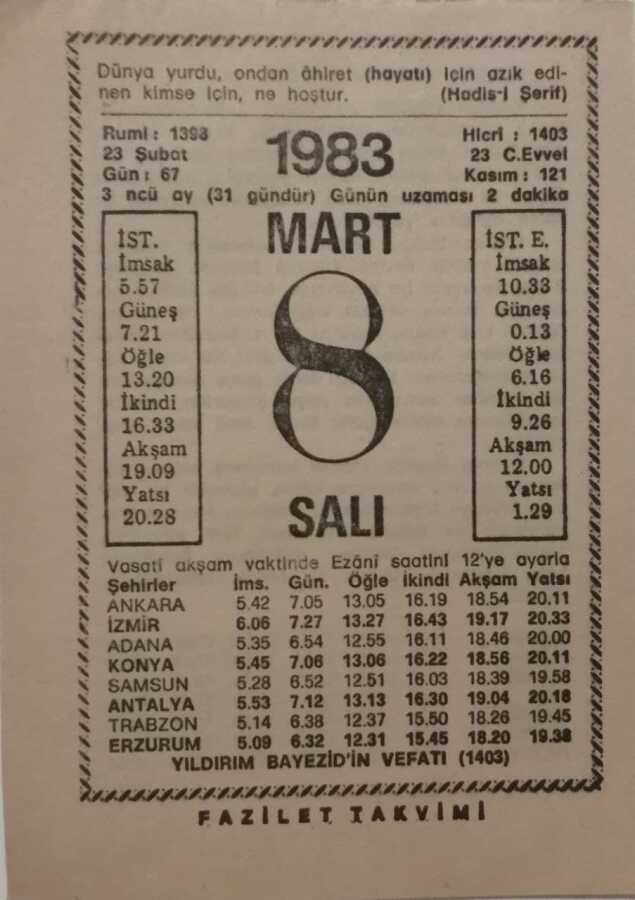 Dünya yurdu, ondan âhiret (hayatı) için azık edi-
nen kimse için, ne hoştur. (Hadis-i Şerif)
Rumi : 1398 1983 Hicri : 1403
23 Şubat 23 C.Evvel
Gün : 67 Kasım : 121
3 ncü ay (31 gündür) Günün uzaması 2 dakika
MART
8
SALI
İST.
İmsak
5.57
Güneş
7.21
Öğle
13.20
İkindi
16.33
Akşam
19.09
Yatsı
20.28
İST. E.
İmsak
10.33
Güneş
0.13
Öğle
6.16
İkindi
9.26
Akşam
12.00
Yatsı
1.29
Vasati akşam vaktinde Ezânî saatini 12'ye ayarla
Şehirler İms. Gün. Öğle İkindi Akşam Yatsı
ANKARA 5.42 7.05 13.05 16.19 18.54 20.11
İZMİR 6.06 7.27 13.27 16.43 19.17 20.33
ADANA 5.35 6.54 12.55 16.11 18.46 20.00
KONYA 5.45 7.06 13.06 16.22 18.56 20.11
SAMSUN 5.28 6.52 12.51 16.03 18.39 19.58
ANTALYA 5.53 7.12 13.13 16.30 19.04 20.18
TRABZON 5.14 6.38 12.37 15.50 18.26 19.45
ERZURUM 5.09 6.32 12.31 15.45 18.20 19.38
YILDIRIM BAYEZİD'İN VEFATI (1403)
FAZİLET TAKVİMİ